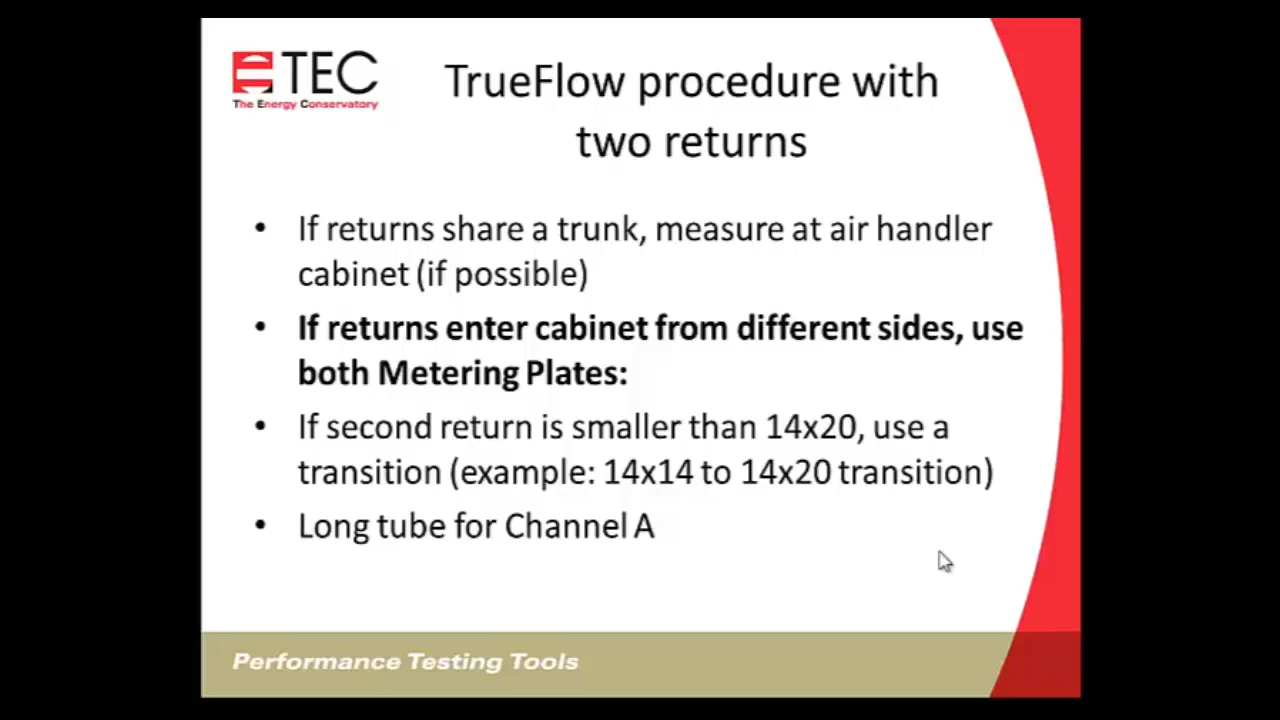 TEC
The Energy Conservatory
TrueFlow procedure with
two returns
• If returns share a trunk, measure at air handler
cabinet (if possible)
• If returns enter cabinet from different sides, use
both Metering Plates:
• If second return is smaller than 14x20, use a
transition (example: 14x14 to 14x20 transition)
• Long tube for Channel A
Performance Testing Tools